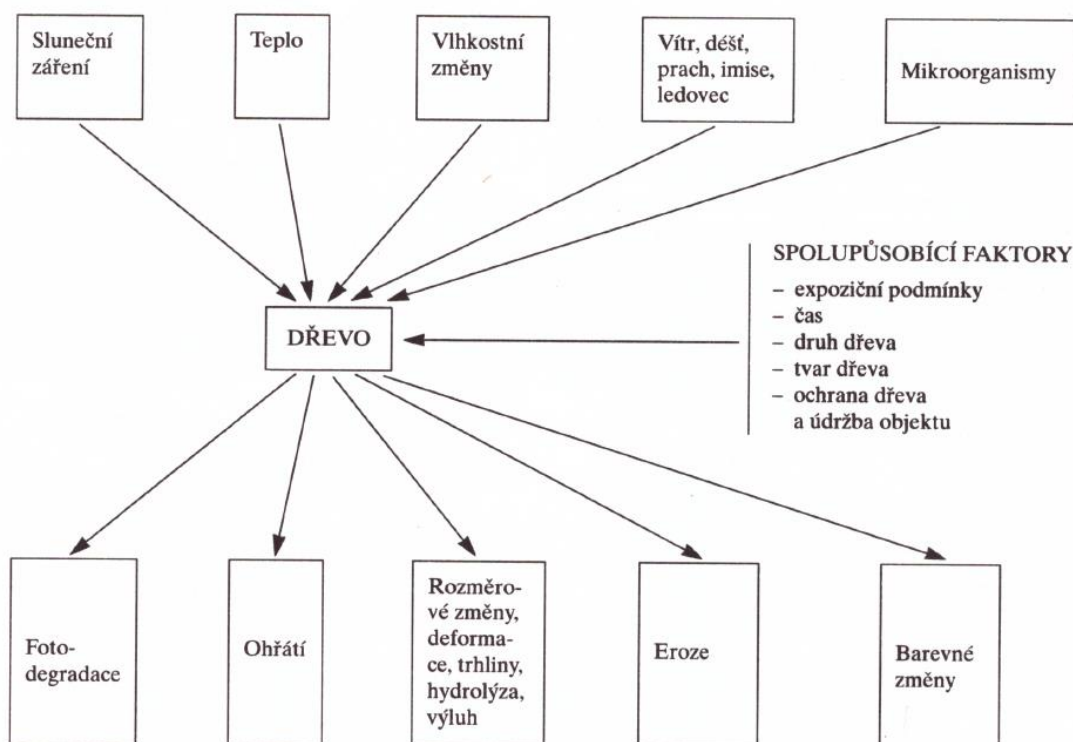 Sluneční
záření
Teplo
Vlhkostní
změny
Vítr, déšť,
prach, imise,
ledovec
Mikroorganismy
SPOLUPŮSOBÍCÍ FAKTORY
– expoziční podmínky
– čas
– druh dřeva
– tvar dřeva
– ochrana dřeva
a údržba objektu
DŘEVO
Foto-
degradace
Ohřátí
Rozměro-
vé změny,
deforma-
ce, trhliny,
hydrolýza,
výluh
Eroze
Barevné
změny